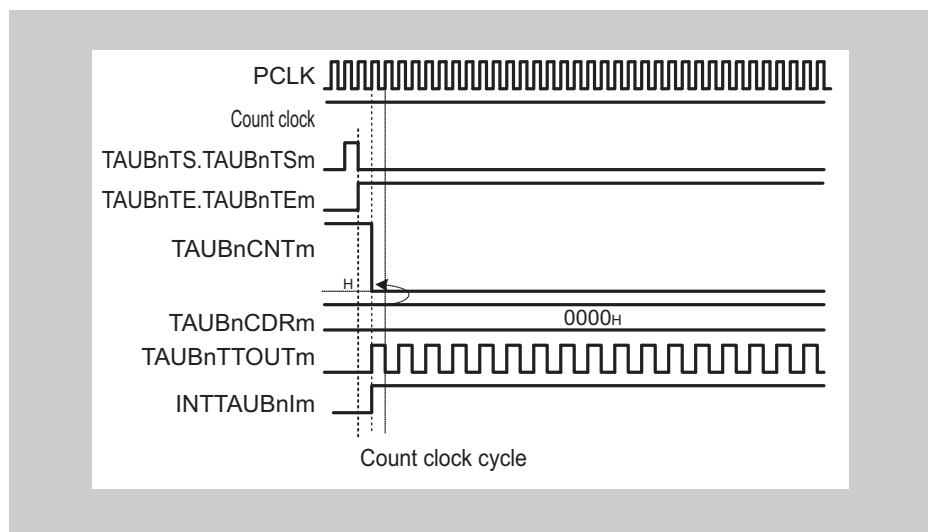 PCLK
Count clock
TAUBnTS.TAUBnTSm
TAUBnTE.TAUBnTEm
TAUBnCNTm
H
TAUBnCDRm
0000H
TAUBnTTOUTm
INTTAUBnIm
Count clock cycle